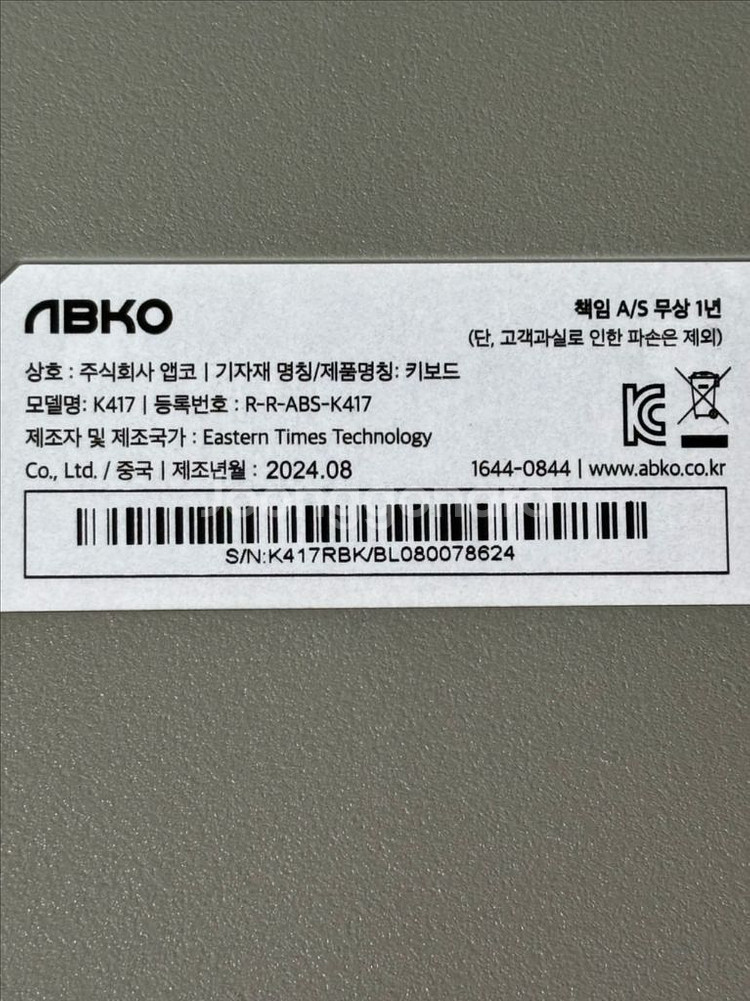 ABKO
책임 A/S 무상 1년
(단, 고객과실로 인한 파손은 제외)
상호 : 주식회사 앱코 | 기자재 명칭/제품명칭: 키보드
모델명: K417 | 등록번호 : R-R-ABS-K417
제조자 및 제조국가 : Eastern Times Technology
Co., Ltd. / 중국 | 제조년월 : 2024.08
1644-0844 | www.abko.co.kr
Joonggonara
S/N:K417RBK/BL080078624